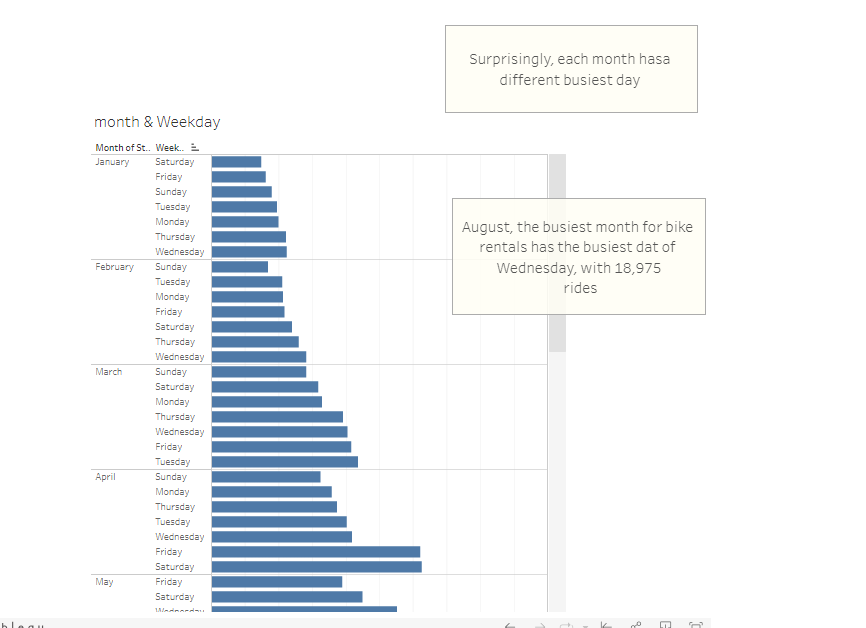 Surprisingly, each month hasa
different busiest day
month & Weekday
Month of St.. Week..
January Saturday
Friday
Sunday
Tuesday
Monday
Thursday
Wednesday
August, the busiest month for bike
rentals has the busiest dat of
Wednesday, with 18,975
rides
February Sunday
Tuesday
Monday
Friday
Saturday
Thursday
Wednesday
March Sunday
Saturday
Monday
Thursday
Wednesday
Friday
Tuesday
April Sunday
Monday
Thursday
Tuesday
Wednesday
Friday
Saturday
May Friday
Saturday
Wednesday